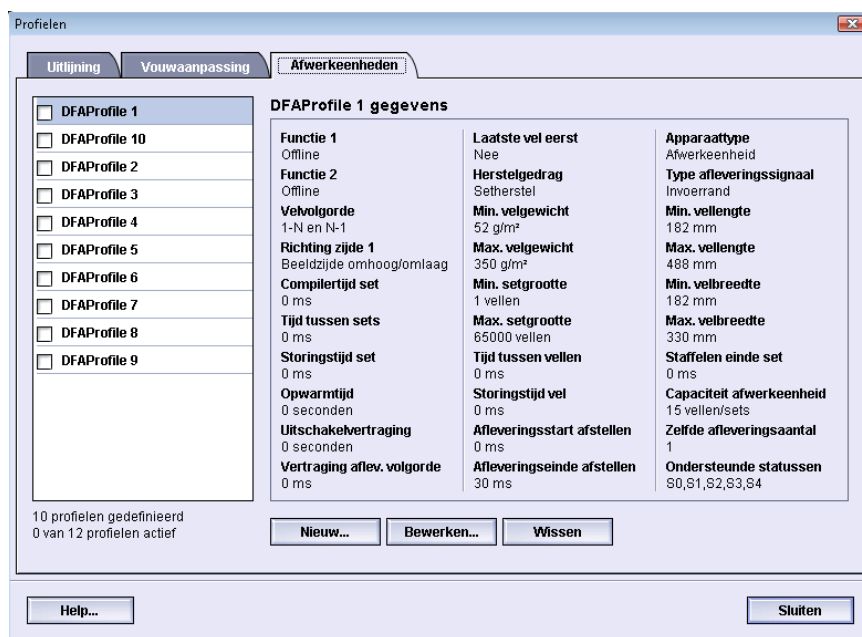 Profielen
Uitlijning
Vouwaanpassing
Afwerkeenheden
DFAProfile 1
DFAProfile 10
DFAProfile 2
DFAProfile 3
DFAProfile 4
DFAProfile 5
DFAProfile 6
DFAProfile 7
DFAProfile 8
DFAProfile 9
10 profielen gedefinieerd
0 van 12 profielen actief
DFAProfile 1 gegevens
Functie 1
Offline
Functie 2
Offline
Velvolgorde
1-N en N-1
Richting zijde 1
Beeldzijde omhoog/omlaag
Compilertijd set
0 ms
Tijd tussen sets
0 ms
Storingstijd set
0 ms
Opwarmtijd
0 seconden
Uitschakelvertraging
0 seconden
Vertraging aflev. volgorde
0 ms
Laatste vel eerst
Nee
Herstelgedrag
Setherstel
Min. velgewicht
52 g/m²
Max. velgewicht
350 g/m²
Min. setgrootte
1 vellen
Max. setgrootte
65000 vellen
Tijd tussen vellen
0 ms
Storingstijd vel
0 ms
Afleveringsstart afstellen
0 ms
Afleveringseinde afstellen
30 ms
Apparaattype
Afwerkeenheid
Type afleveringssignaal
Invoerrand
Min. vellengte
182 mm
Max. vellengte
488 mm
Min. velbreedte
182 mm
Max. velbreedte
330 mm
Staffelen einde set
0 ms
Capaciteit afwerkeenheid
15 vellen/sets
Zelfde afleveringsaantal
1
Ondersteunde statussen
S0,S1,S2,S3,S4
Nieuw...
Bewerken...
Wissen
Help...
Sluiten